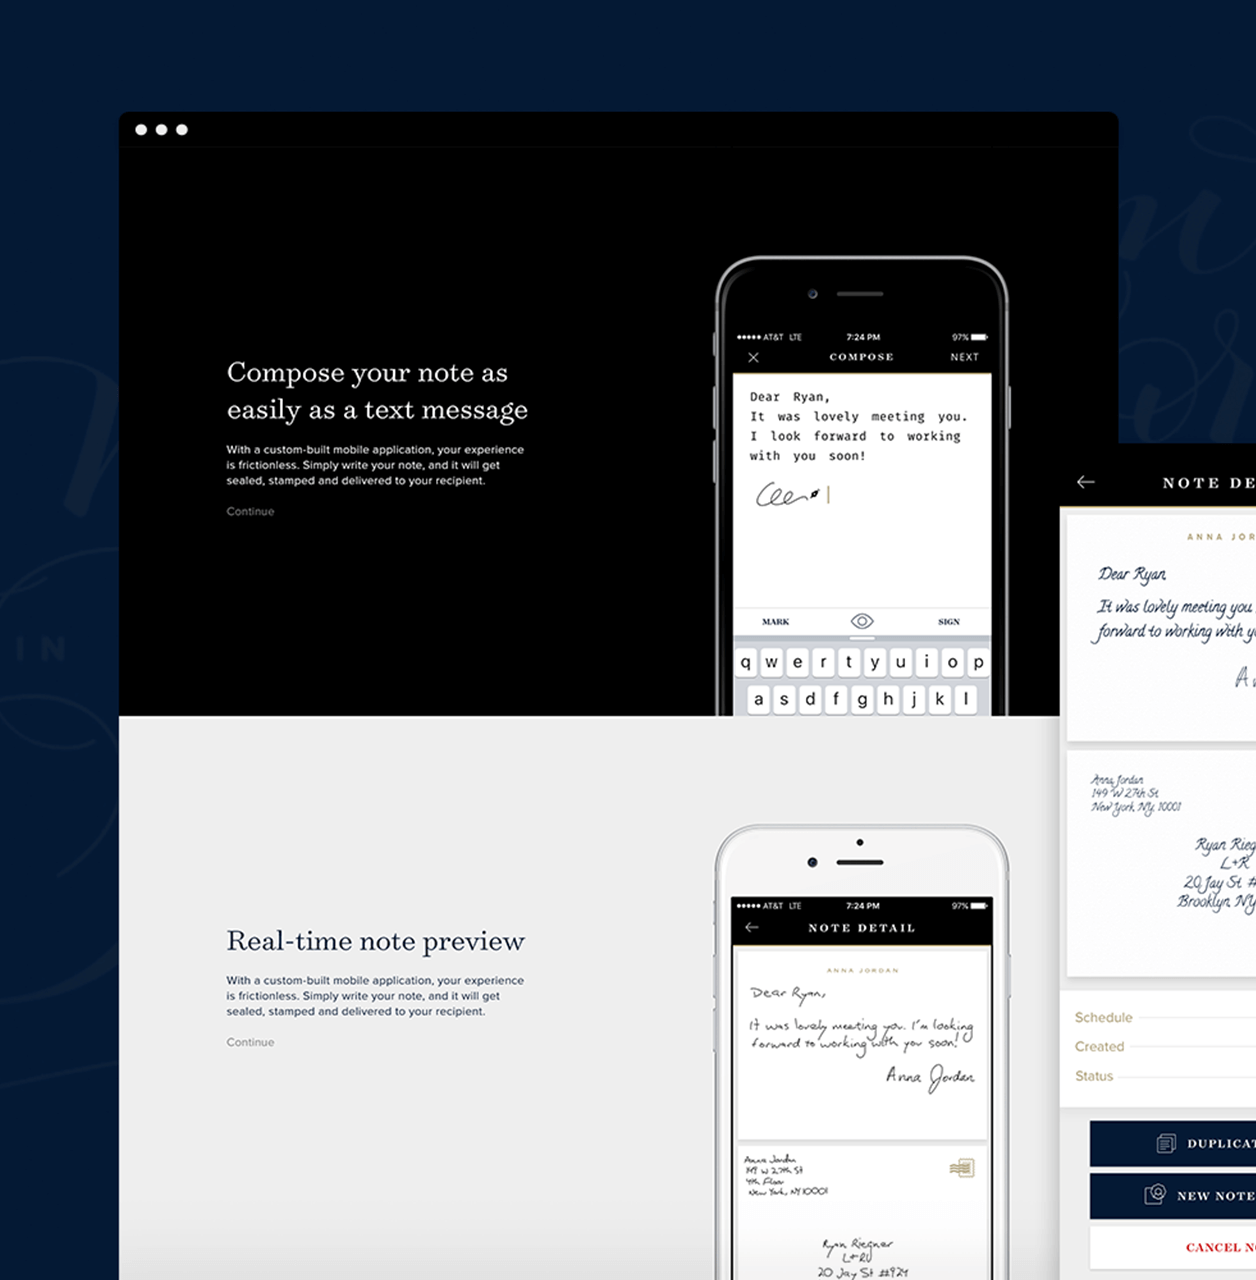 Compose your note as
easily as a text message
With a custom-built mobile application, your experience
is frictionless. Simply write your note, and it will get
sealed, stamped and delivered to your recipient.
Continue
AT&T LTE 7:24 PM 97%
COMPOSE NEXT
Dear Ryan,
It was lovely meeting you.
I look forward to working
with you soon!
MARK SIGN
q w e r t y u i o p
a s d f g h j k l
Real-time note preview
With a custom-built mobile application, your experience
is frictionless. Simply write your note, and it will get
sealed, stamped and delivered to your recipient.
Continue
AT&T LTE 7:24 PM 97%
NOTE DETAIL
ANNA JORDAN
Dear Ryan,
It was lovely meeting you. I'm looking
forward to working with you soon!
Anna Jordan
Anna Jordan
149 W 27th St
4th Floor
New York, NY 10001
Ryan Riegner
20 Jay St #924
NOTE DE
ANNA JOR
Dear Ryan,
It was lovely meeting you
forward to working with yo
A
Anna Jordan
149 W 27th St
New York, NY, 10001
Ryan Rieg
L+R
20 Jay St #
Brooklyn, NY
Schedule
Created
Status
DUPLICAT
NEW NOTE
CANCEL NO
IN